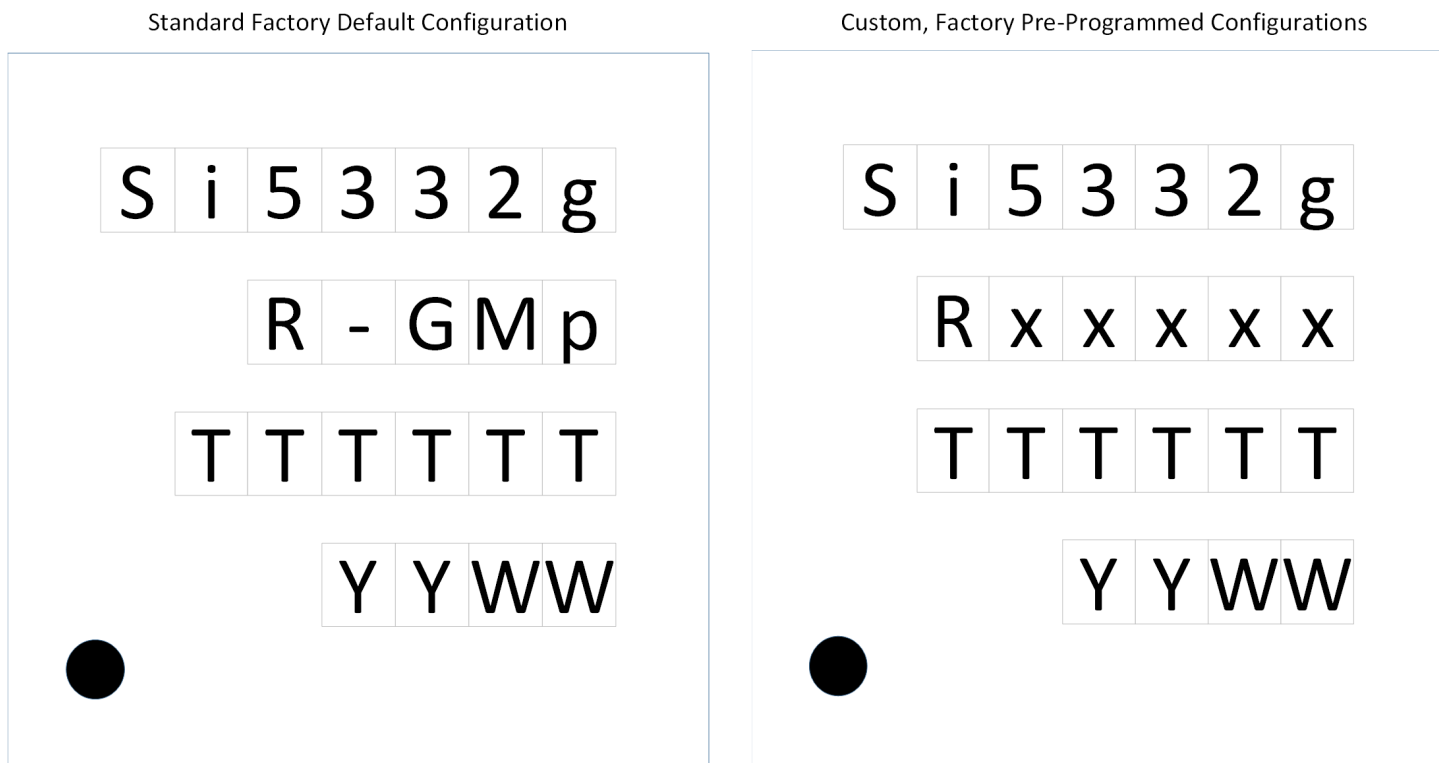 Standard Factory Default Configuration
Si5332g
R-GMp
TTTTTT
YYWW
Custom, Factory Pre-Programmed Configurations
Si5332g
Rxxxxx
TTTTTT
YYWW